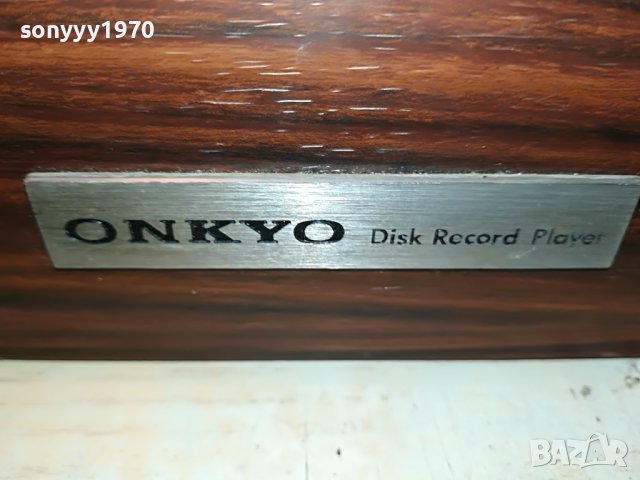 sonyyy1970
ONKYO Disk Record Player
BAZAR